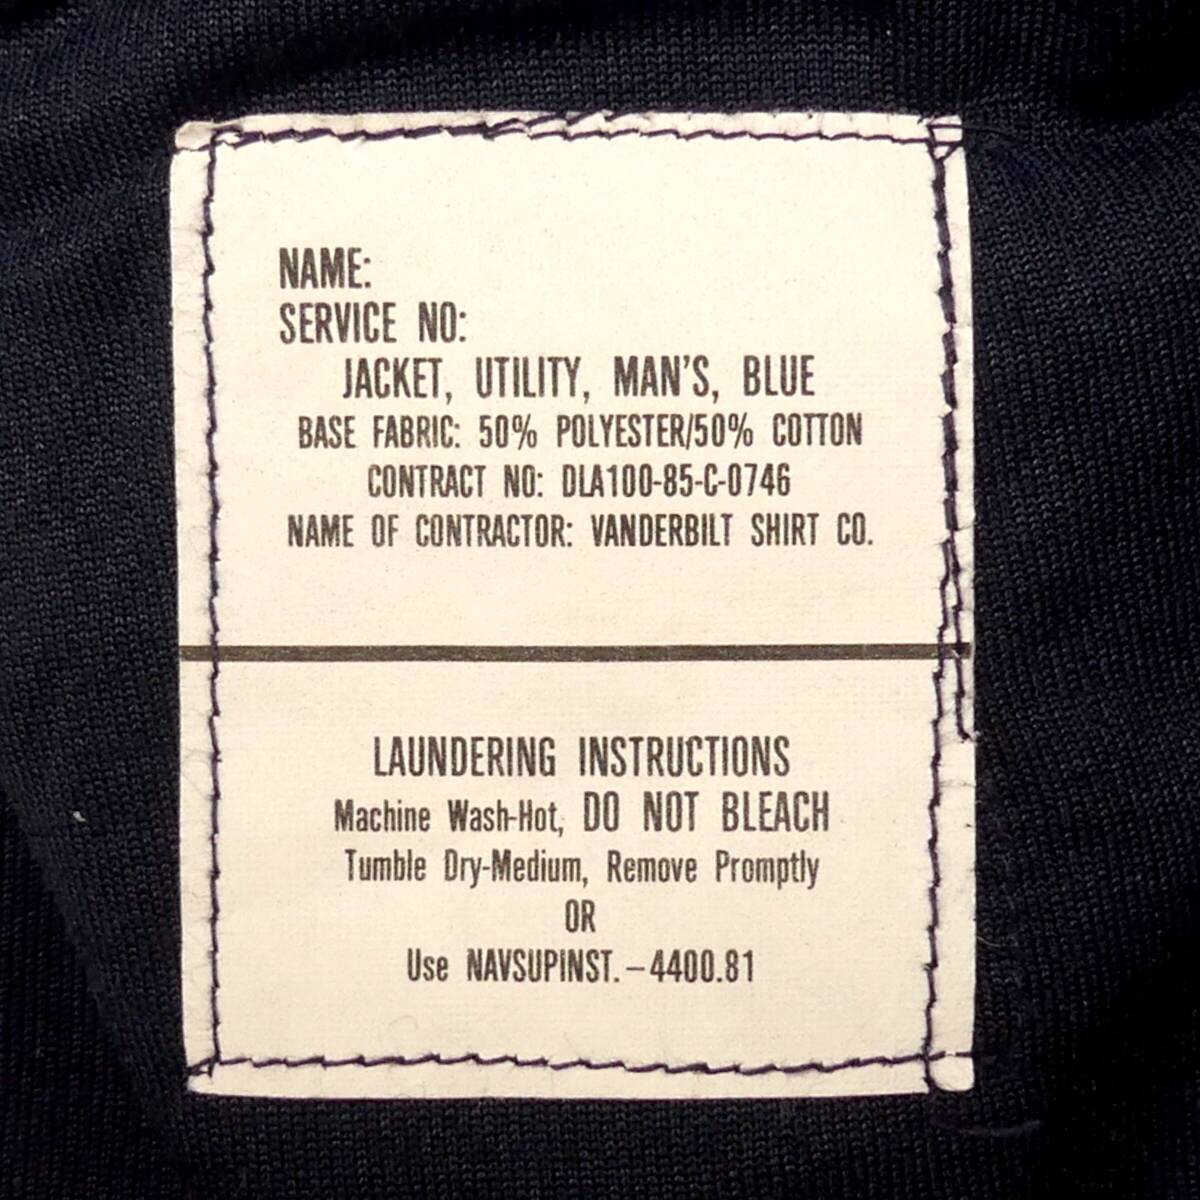 NAME:
SERVICE NO:
JACKET, UTILITY, MAN'S, BLUE
BASE FABRIC: 50% POLYESTER/50% COTTON
CONTRACT NO: DLA100-85-C-0746
NAME OF CONTRACTOR: VANDERBILT SHIRT CO.
LAUNDERING INSTRUCTIONS
Machine Wash-Hot, DO NOT BLEACH
Tumble Dry-Medium, Remove Promptly
OR
Use NAVSUPINST.–4400.81